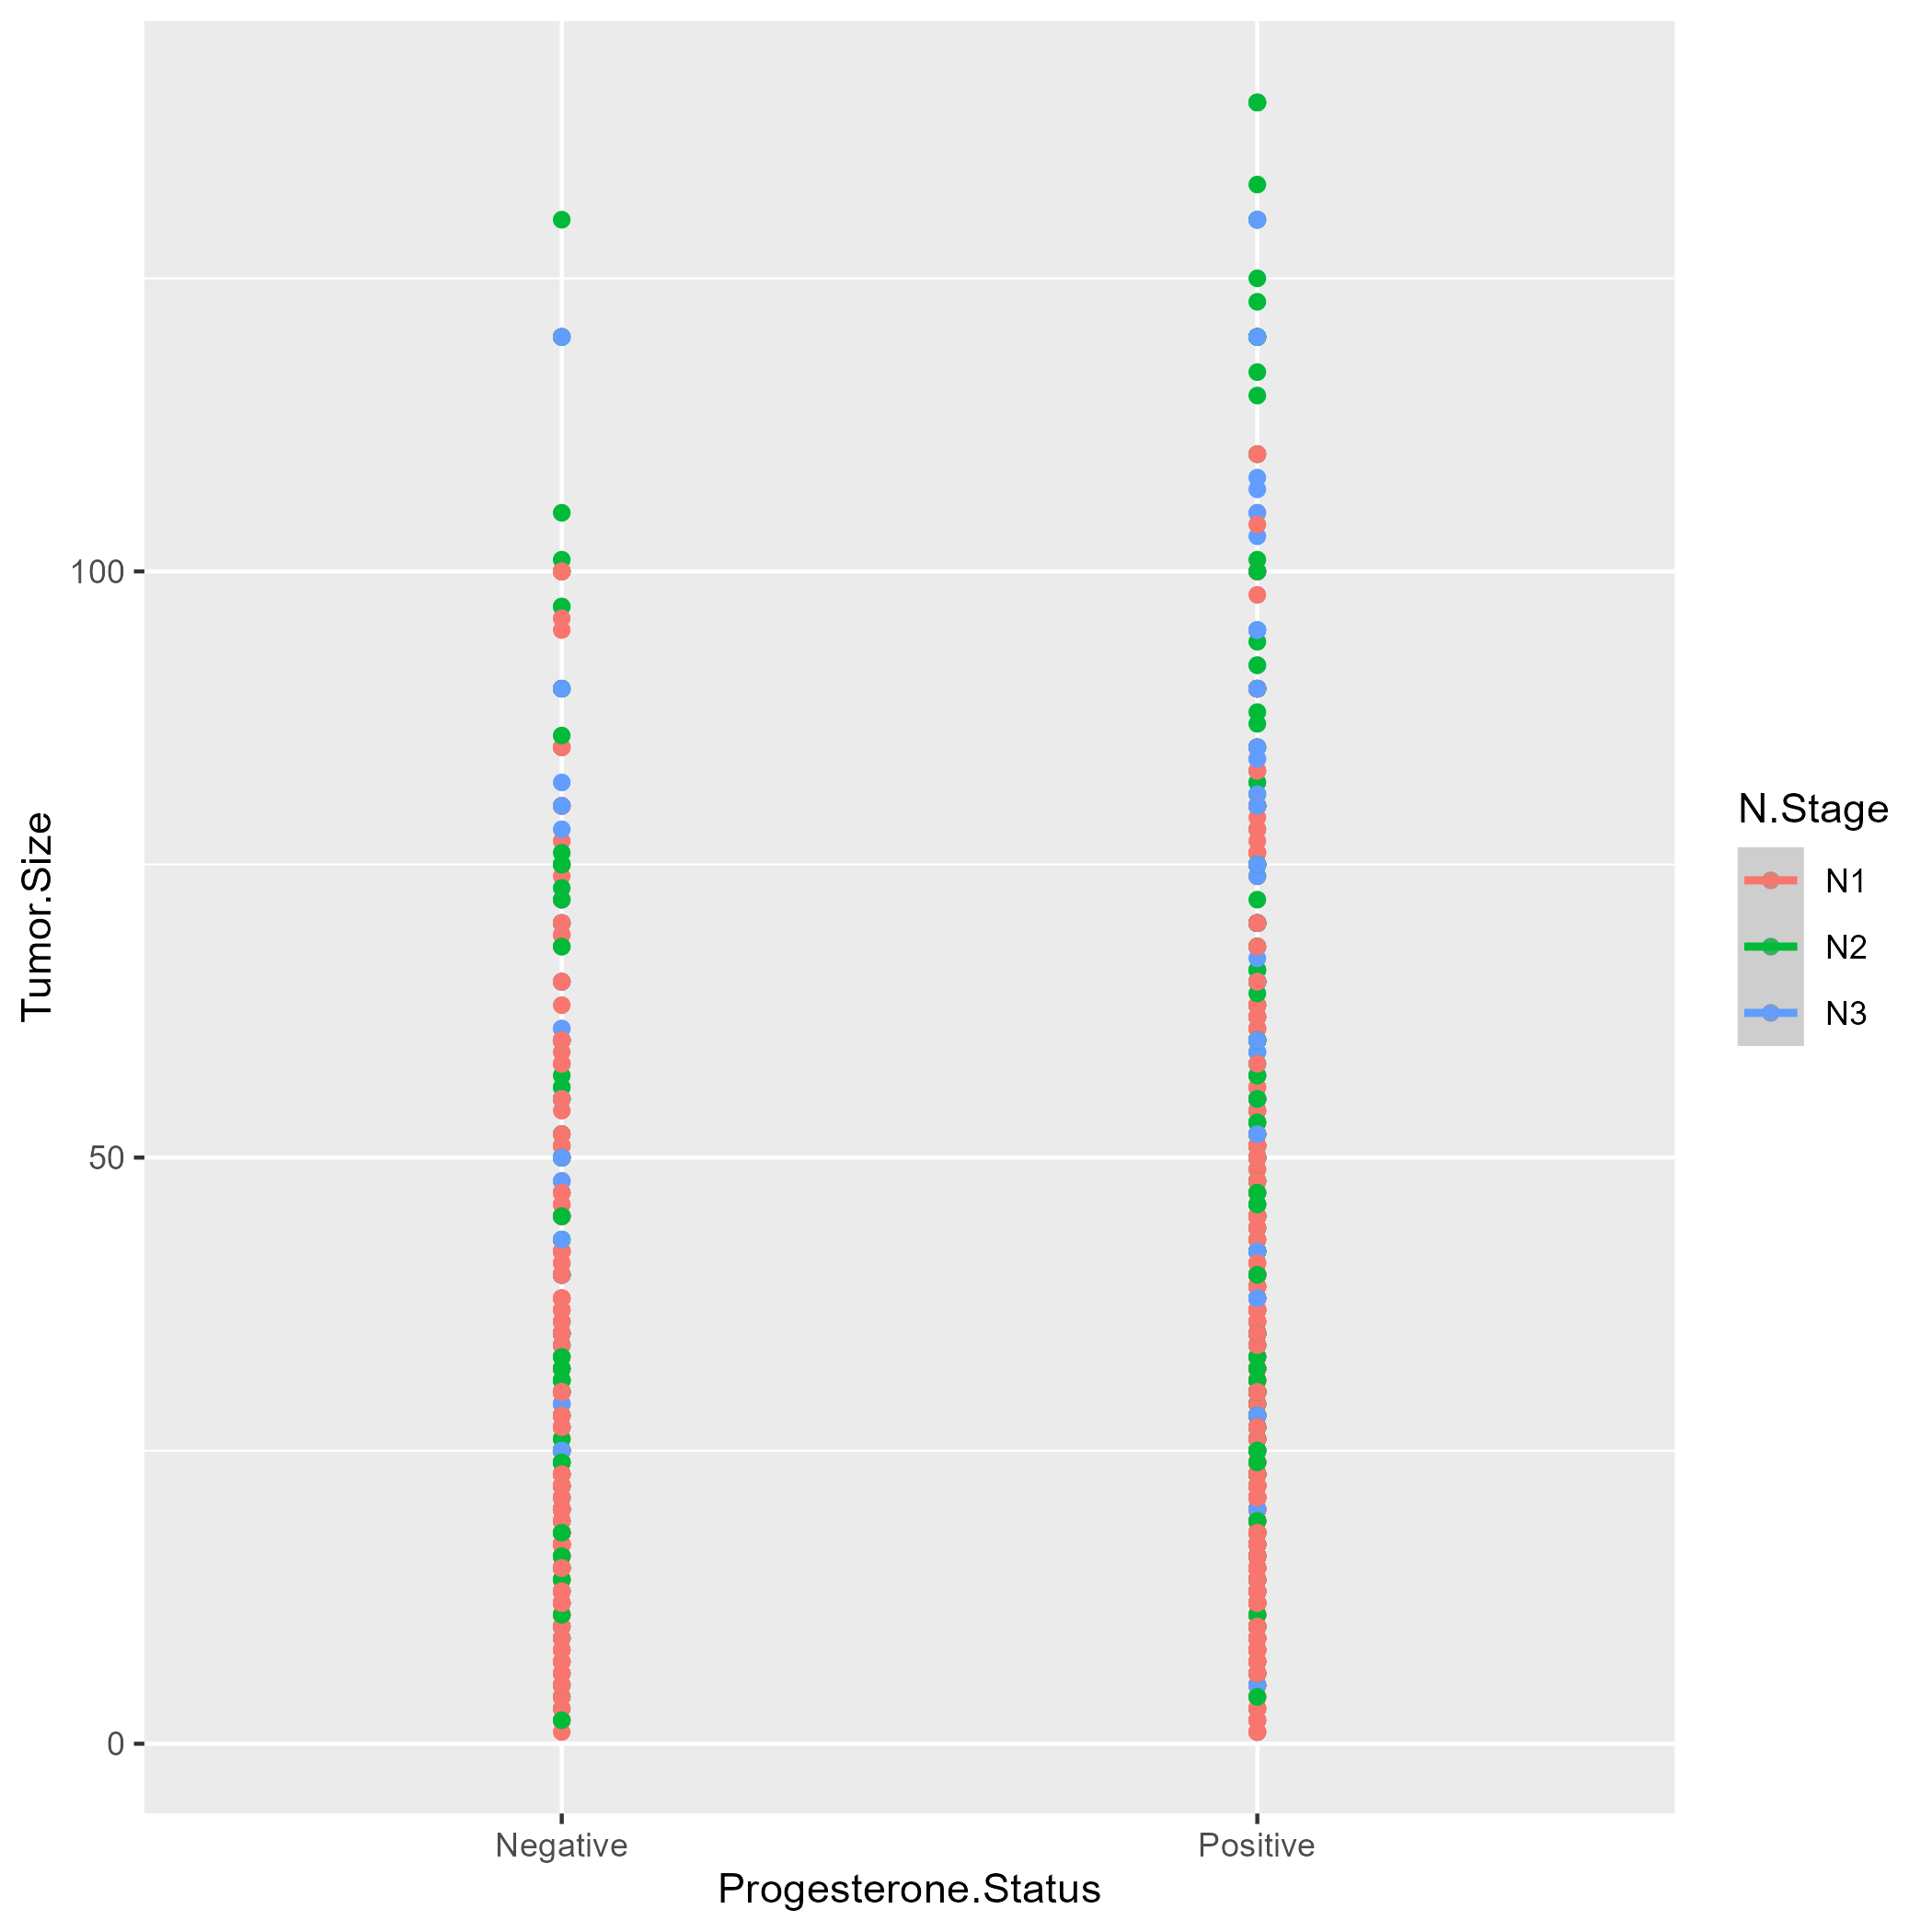 Tumor.Size
100
50
0
Negative
Positive
Progesterone.Status
N.Stage
N1
N2
N3